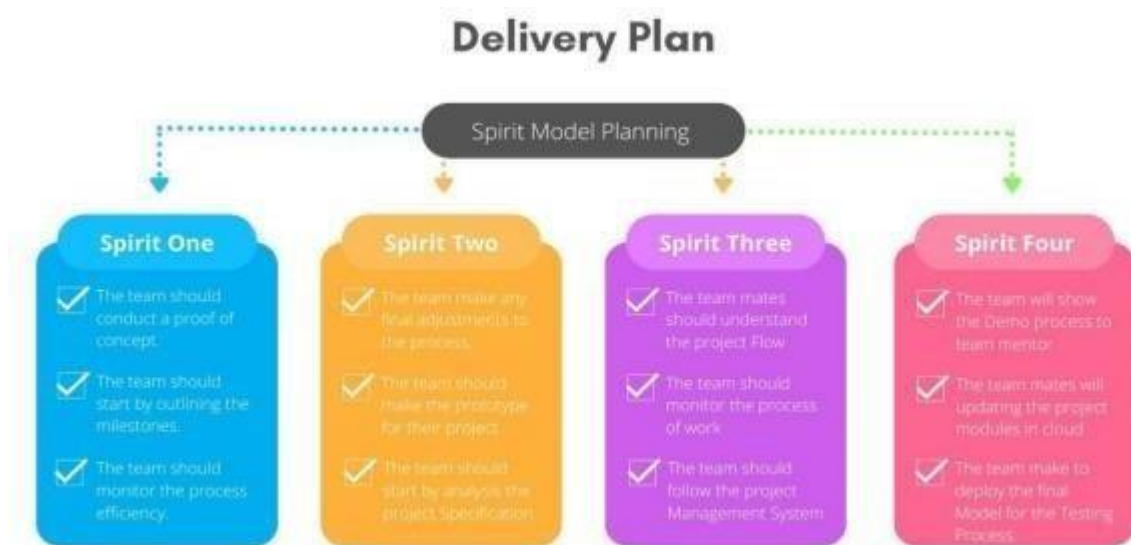 Delivery Plan
Spirit Model Planning
Spirit One
The team should
conduct a proof of
concept.
The team should
start by outlining the
milestones.
The team should
monitor the process
efficiency.
Spirit Two
The team make any
final adjustments to
the process.
The team should
make the prototype
for their project
The team should
start by analysis the
project Specification
Spirit Three
The team mates
should understand
the project Flow
The team should
monitor the process
of work
The team should
follow the project
Management System
Spirit Four
The team will show
the Demo process to
team mentor
The team mates will
updating the project
modules in cloud
The team make to
deploy the final
Model for the Testing
Process